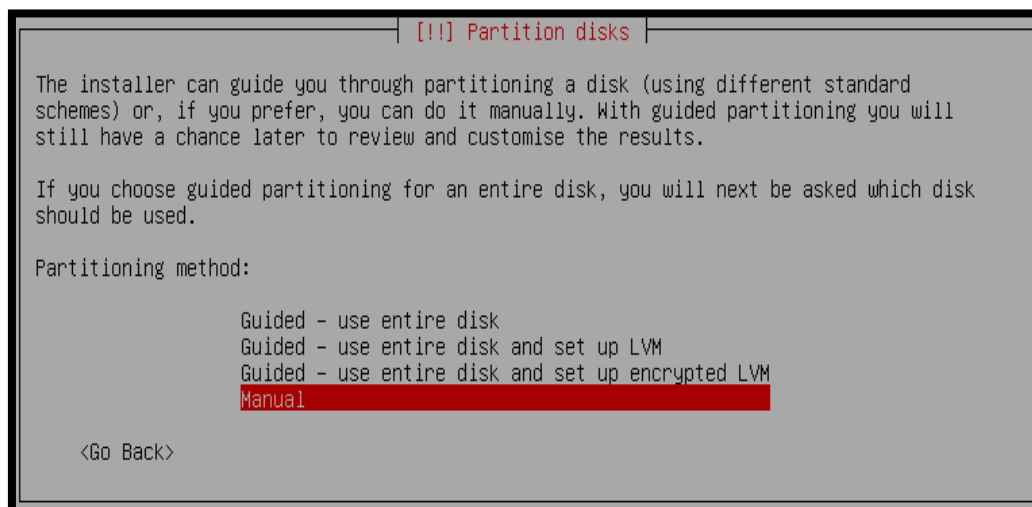 [!!] Partition disks
The installer can guide you through partitioning a disk (using different standard
schemes) or, if you prefer, you can do it manually. With guided partitioning you will
still have a chance later to review and customise the results.
If you choose guided partitioning for an entire disk, you will next be asked which disk
should be used.
Partitioning method:
Guided – use entire disk
Guided – use entire disk and set up LVM
Guided – use entire disk and set up encrypted LVM
Manual
<Go Back>